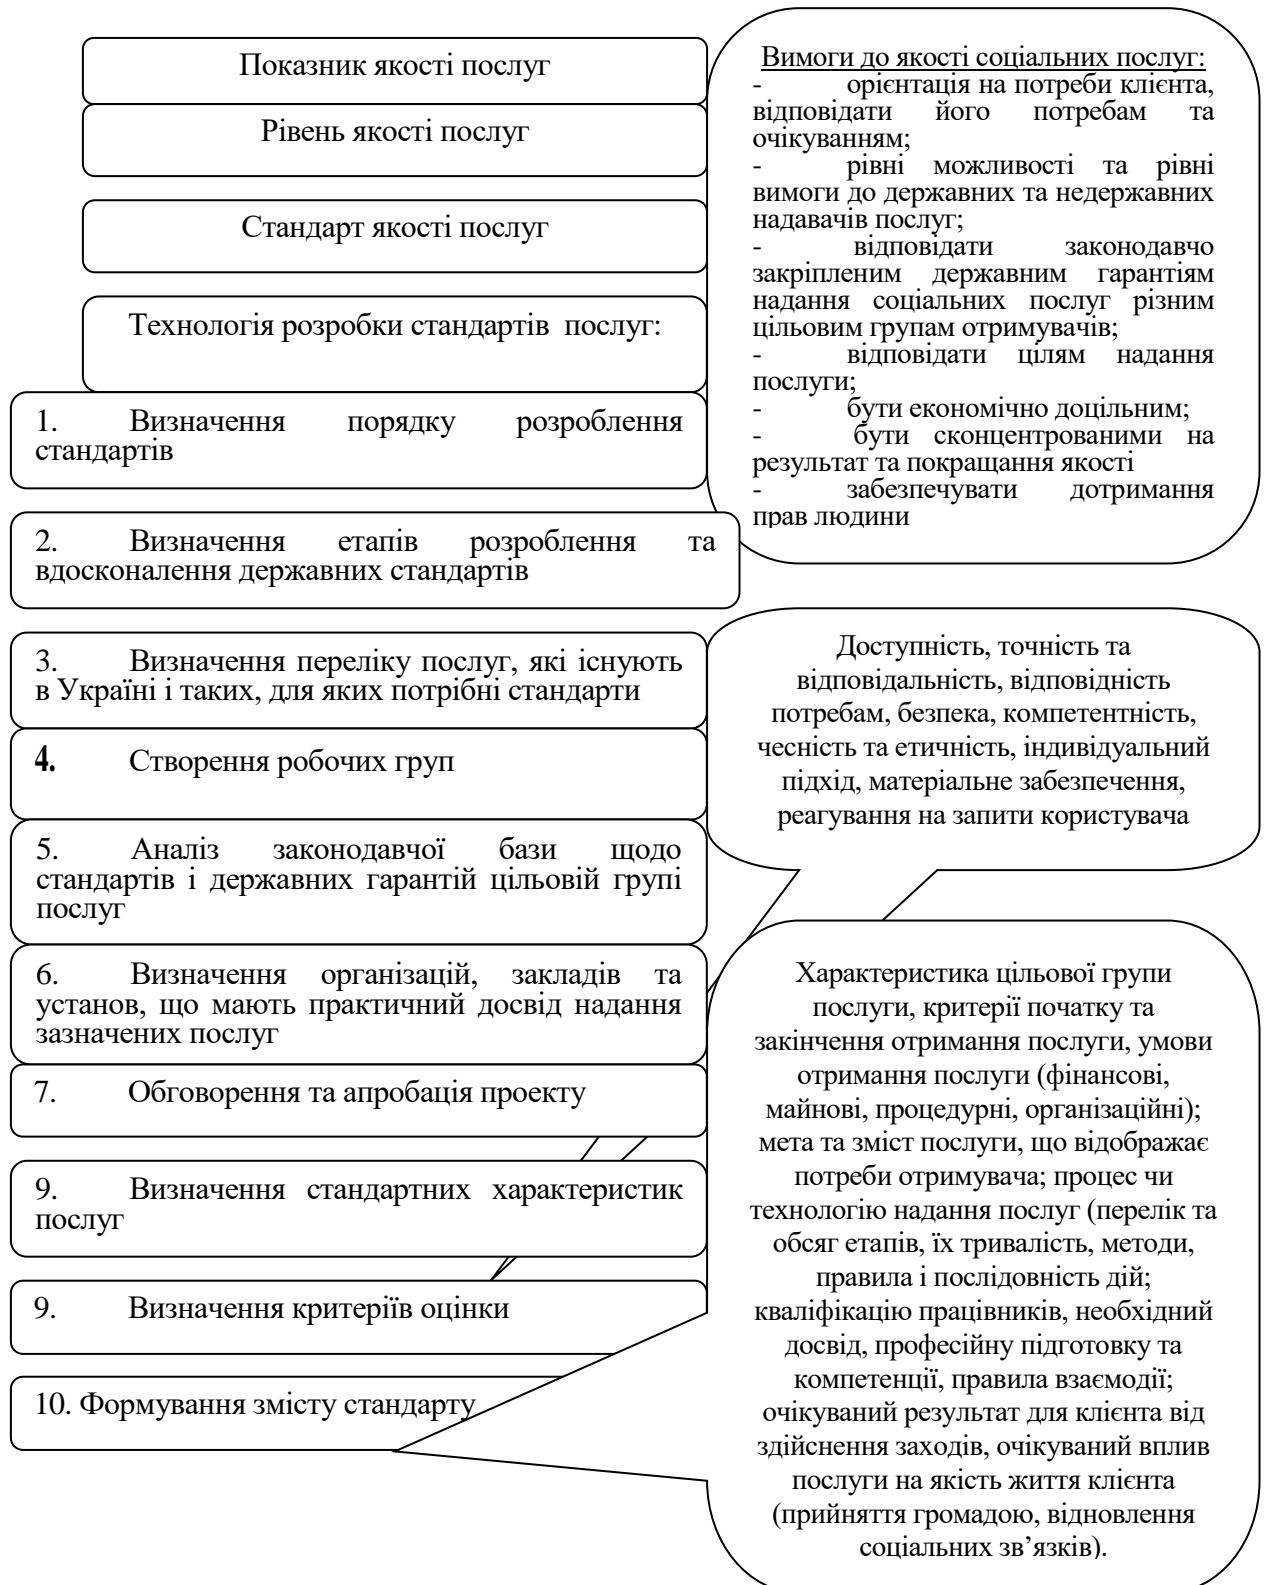 Показник якості послуг
Рівень якості послуг
Стандарт якості послуг
Технологія розробки стандартів послуг:
1. Визначення порядку розроблення
стандартів
2. Визначення етапів розроблення та
вдосконалення державних стандартів
3. Визначення переліку послуг, які існують
в Україні і таких, для яких потрібні стандарти
4. Створення робочих груп
5. Аналіз законодавчої бази щодо
стандартів і державних гарантій цільовій групі
послуг
6. Визначення організацій, закладів та
установ, що мають практичний досвід надання
зазначених послуг
7. Обговорення та апробація проекту
9. Визначення стандартних характеристик
послуг
9. Визначення критеріїв оцінки
10. Формування змісту стандарту
Вимоги до якості соціальних послуг:
- орієнтація на потреби клієнта,
відповідати його потребам та
очікуванням;
- рівні можливості та рівні
вимоги до державних та недержавних
надавачів послуг;
- відповідати законодавчо
закріпленим державним гарантіям
надання соціальних послуг різним
цільовим групам отримувачів;
- відповідати цілям надання
послуги;
- бути економічно доцільним;
- бути сконцентрованими на
результат та покращання якості
- забезпечувати дотримання
прав людини
Доступність, точність та
відповідальність, відповідність
потребам, безпека, компетентність,
чесність та етичність, індивідуальний
підхід, матеріальне забезпечення,
реагування на запити користувача
Характеристика цільової групи
послуги, критерії початку та
закінчення отримання послуги, умови
отримання послуги (фінансові,
майнові, процедурні, організаційні);
мета та зміст послуги, що відображає
потреби отримувача; процес чи
технологію надання послуг (перелік та
обсяг етапів, їх тривалість, методи,
правила і послідовність дій;
кваліфікацію працівників, необхідний
досвід, професійну підготовку та
компетенції, правила взаємодії;
очікуваний результат для клієнта від
здійснення заходів, очікуваний вплив
послуги на якість життя клієнта
(прийняття громадою, відновлення
соціальних зв’язків).